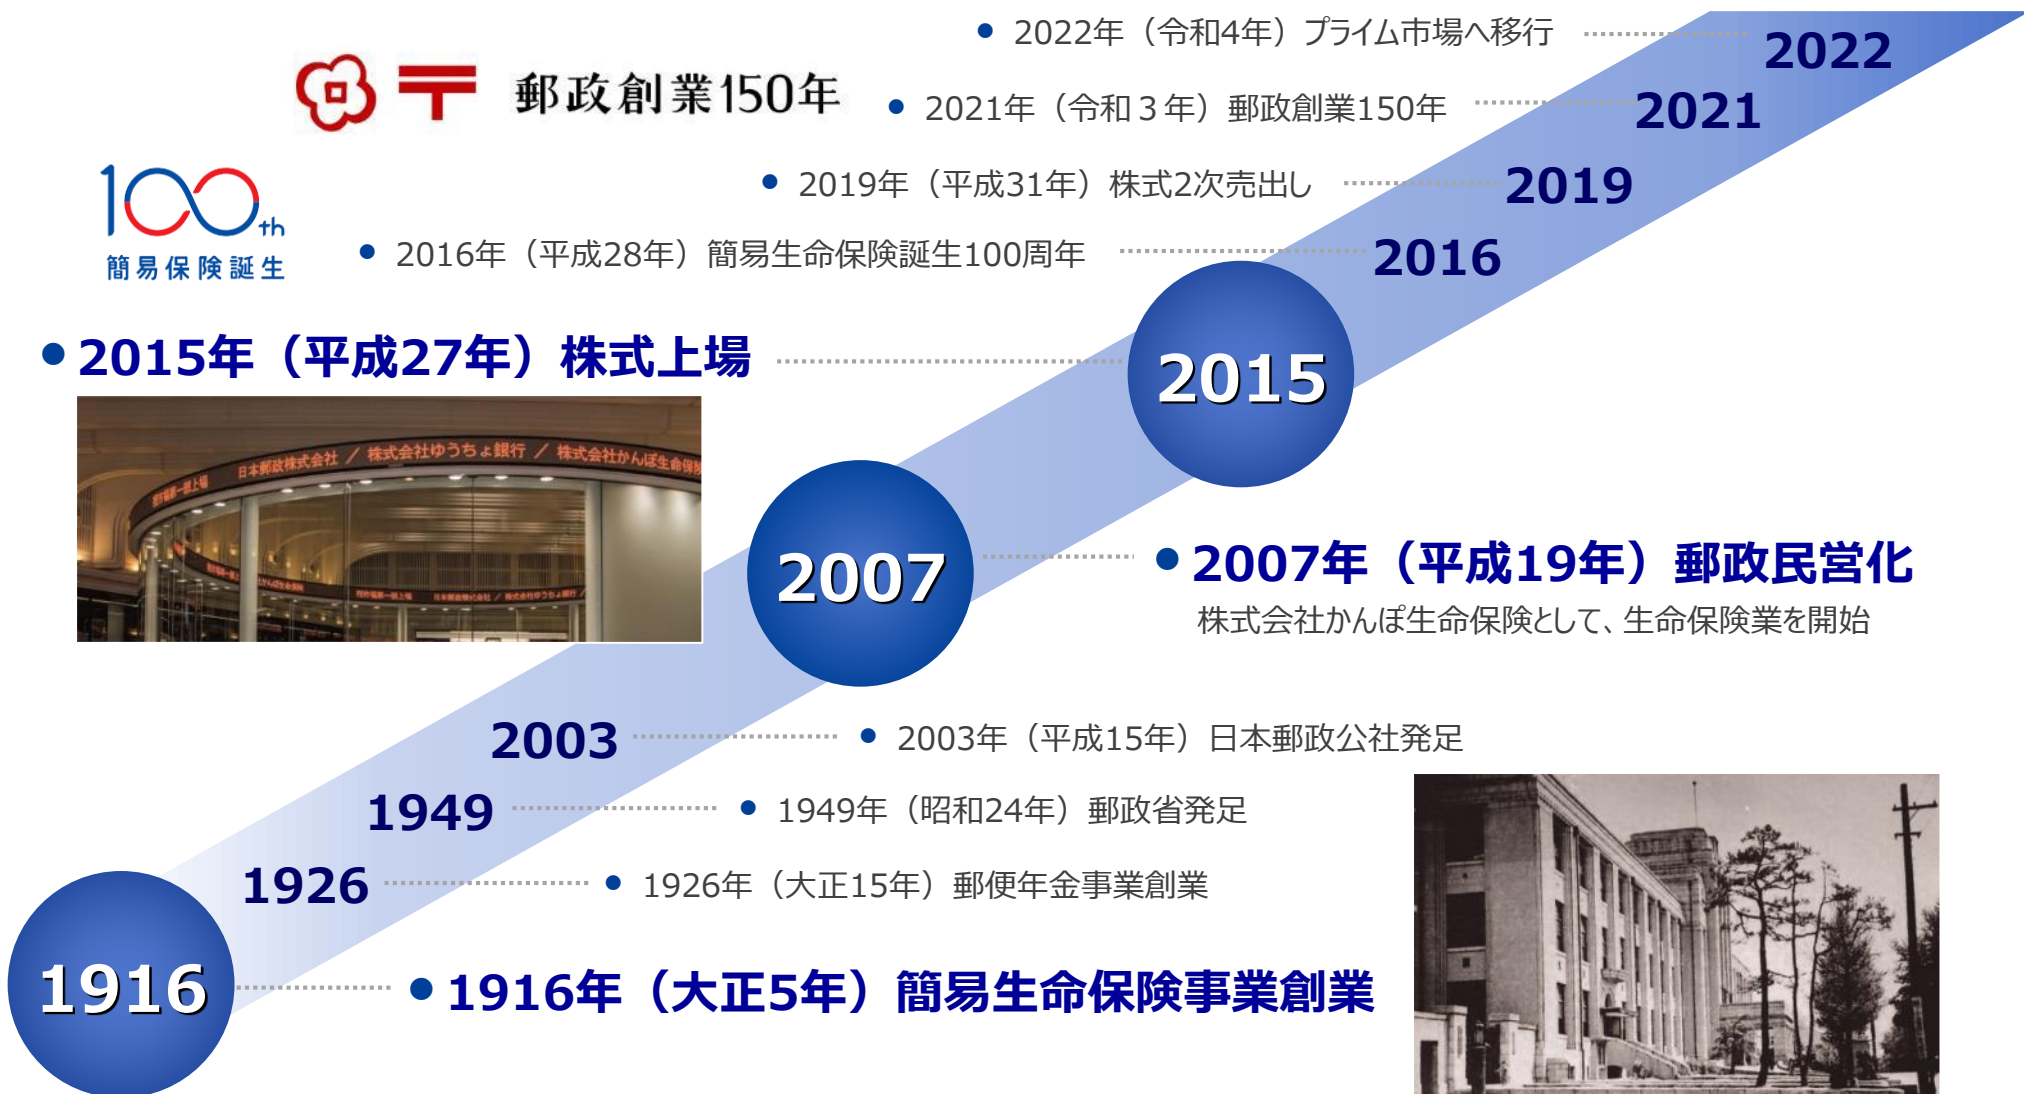 2022年（令和4年）プライム市場へ移行
2022
郵政創業150年
2021年（令和３年）郵政創業150年
2021
100th
簡易保険誕生
2019年（平成31年）株式2次売出し
2019
2016年（平成28年）簡易生命保険誕生100周年
2016
2015年（平成27年）株式上場
2015
日本郵政株式会社 ／ 株式会社ゆうちょ銀行 ／ 株式会社かんぽ生命保険
2007
2007年（平成19年）郵政民営化
株式会社かんぽ生命保険として、生命保険業を開始
2003
2003年（平成15年）日本郵政公社発足
1949
1949年（昭和24年）郵政省発足
1926
1926年（大正15年）郵便年金事業創業
1916
1916年（大正5年）簡易生命保険事業創業